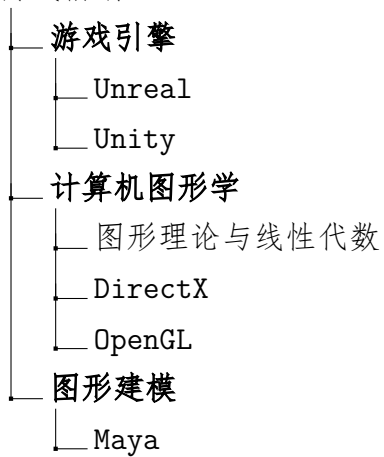 游戏引擎
Unreal
Unity
计算机图形学
图形理论与线性代数
DirectX
OpenGL
图形建模
Maya